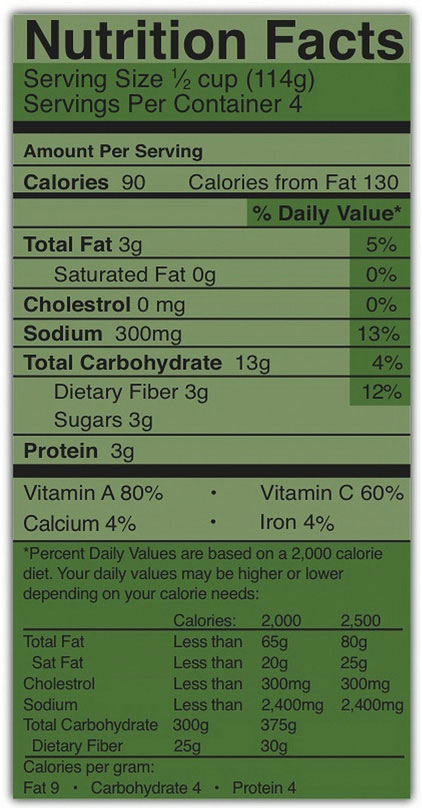 Nutrition Facts
Serving Size ½ cup (114g)
Servings Per Container 4
Amount Per Serving
Calories 90 Calories from Fat 130
% Daily Value*
Total Fat 3g 5%
Saturated Fat 0g 0%
Cholestrol 0 mg 0%
Sodium 300mg 13%
Total Carbohydrate 13g 4%
Dietary Fiber 3g 12%
Sugars 3g
Protein 3g
Vitamin A 80% • Vitamin C 60%
Calcium 4% • Iron 4%
*Percent Daily Values are based on a 2,000 calorie
diet. Your daily values may be higher or lower
depending on your calorie needs:
Calories: 2,000 2,500
Total Fat Less than 65g 80g
Sat Fat Less than 20g 25g
Cholestrol Less than 300mg 300mg
Sodium Less than 2,400mg 2,400mg
Total Carbohydrate 300g 375g
Dietary Fiber 25g 30g
Calories per gram:
Fat 9 • Carbohydrate 4 • Protein 4